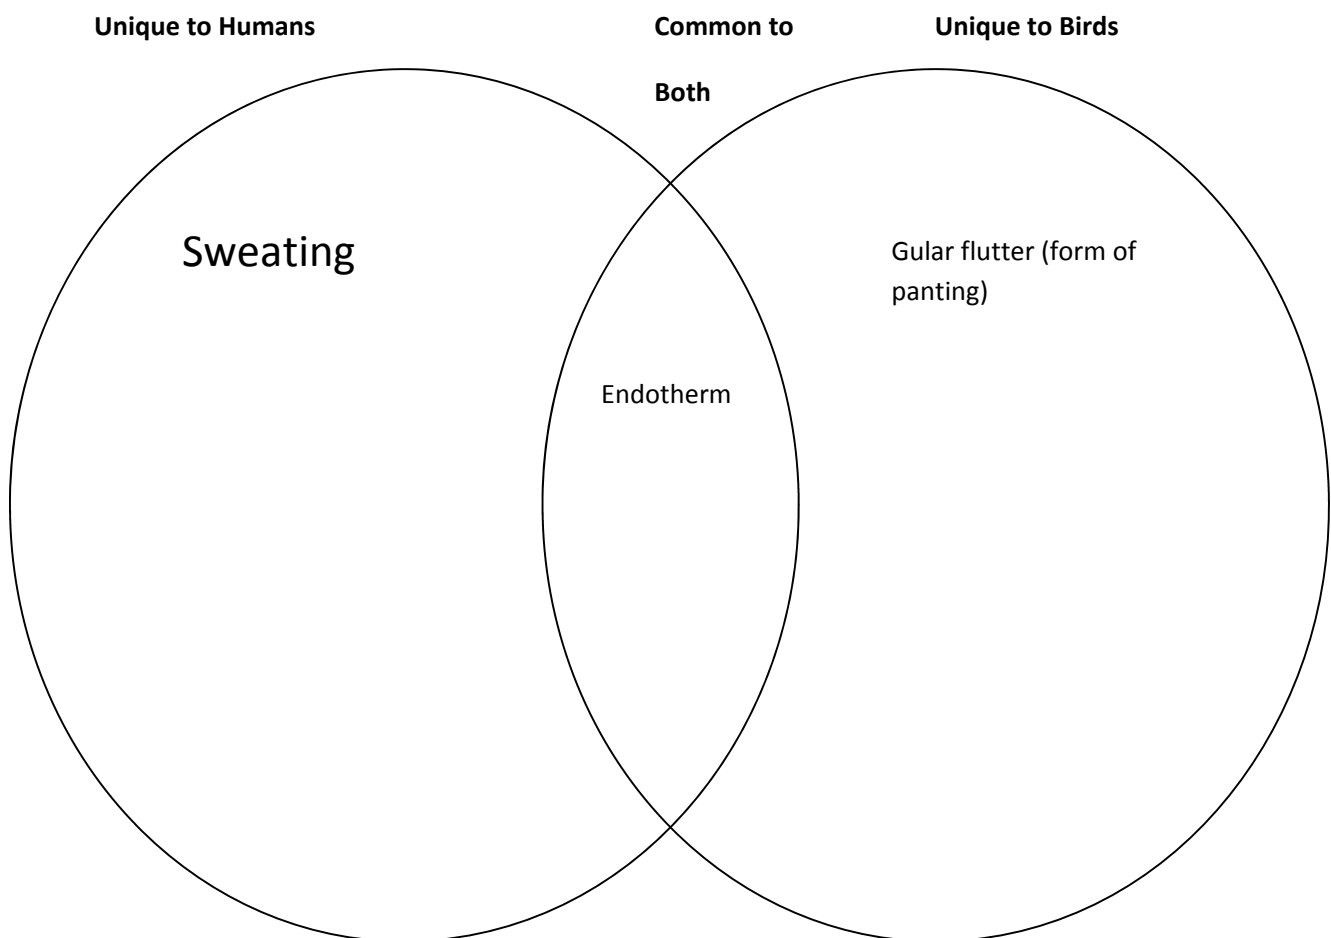 Unique to Humans
Common to
Both
Unique to Birds
Sweating
Gular flutter (form of
panting)
Endotherm